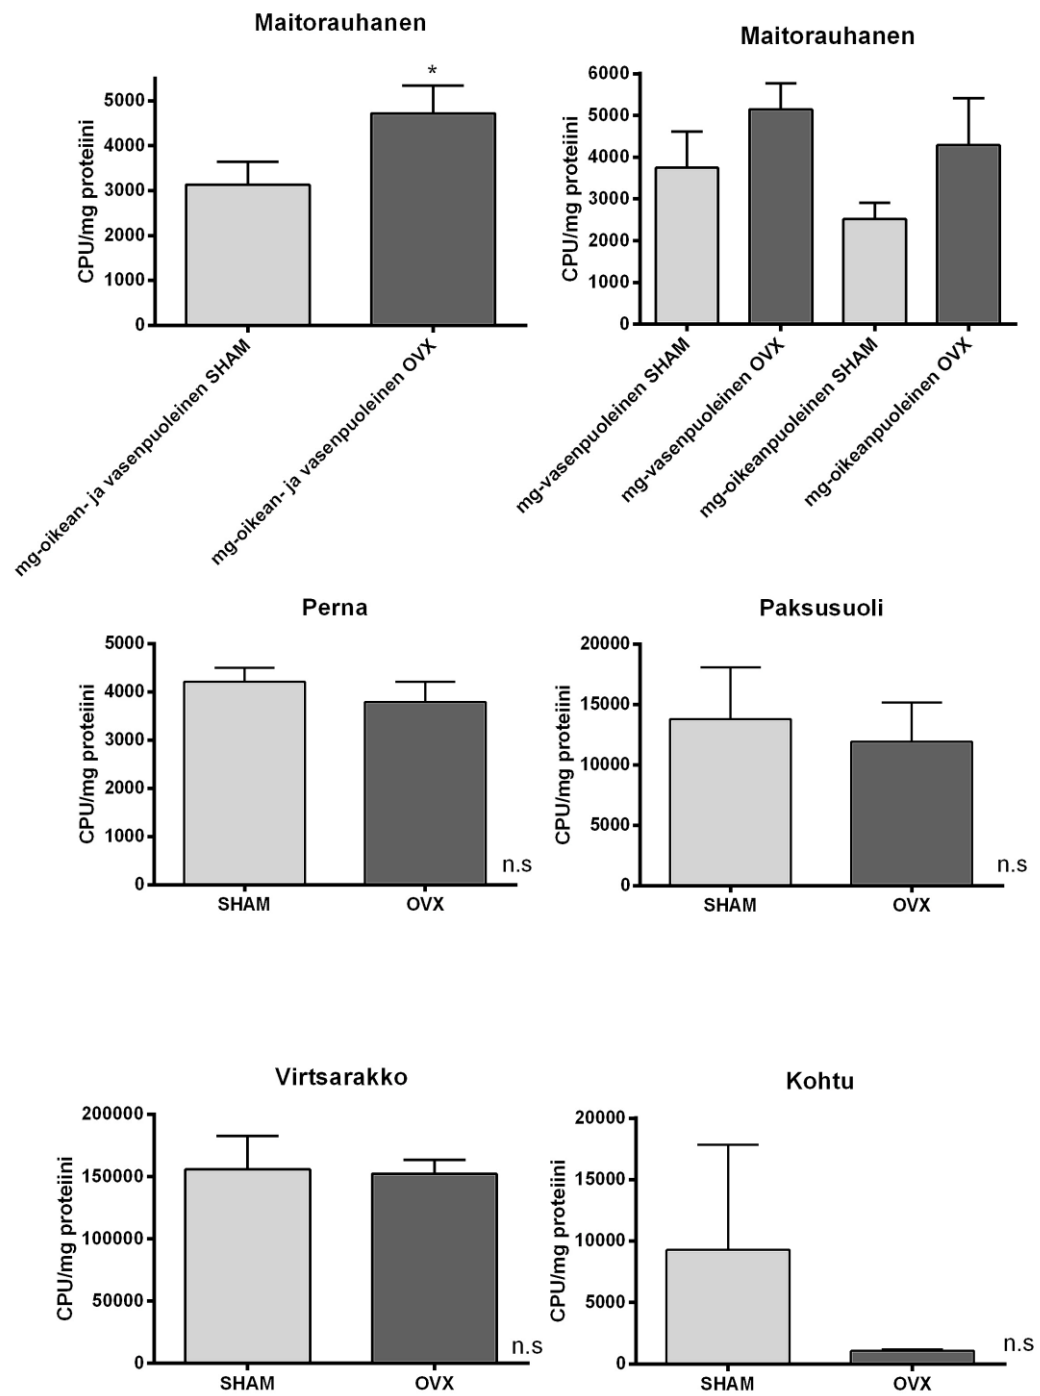 Maitorauhanen
*
CPU/mg proteiini
5000
4000
3000
2000
1000
0
mg-oikean- ja vasenpuoleinen SHAM
mg-oikean- ja vasenpuoleinen OVX
Maitorauhanen
CPU/mg proteiini
6000
5000
4000
3000
2000
1000
0
mg-vasenpuoleinen SHAM
mg-vasenpuoleinen OVX
mg-oikeanpuoleinen SHAM
mg-oikeanpuoleinen OVX
Perna
CPU/mg proteiini
5000
4000
3000
2000
1000
0
n.s
SHAM
OVX
Paksusuoli
CPU/mg proteiini
20000
15000
10000
5000
0
n.s
SHAM
OVX
Virtsarakko
CPU/mg proteiini
200000
150000
100000
50000
0
n.s
SHAM
OVX
Kohtu
CPU/mg proteiini
20000
15000
10000
5000
0
n.s
SHAM
OVX